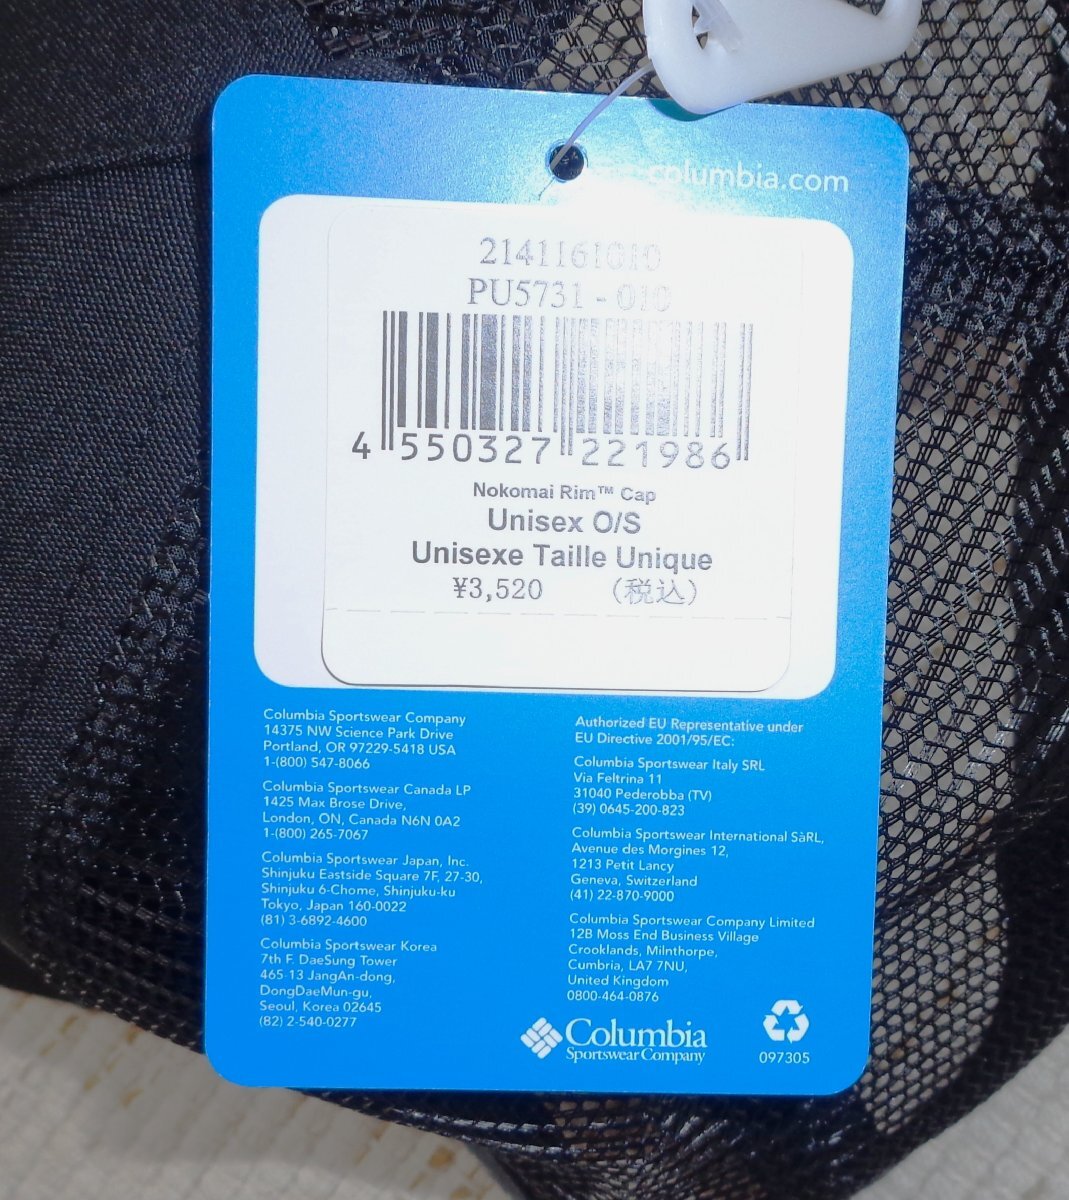 columbia.com
2141161010
PU5731 - 010
4 550327 221986
Nokomai Rim™ Cap
Unisex O/S
Unisexe Taille Unique
¥3,520 (税込)
Columbia Sportswear Company
14375 NW Science Park Drive
Portland, OR 97229-5418 USA
1-(800) 547-8066
Columbia Sportswear Canada LP
1425 Max Brose Drive,
London, ON, Canada N6N 0A2
1-(800) 265-7067
Columbia Sportswear Japan, Inc.
Shinjuku Eastside Square 7F, 27-30,
Shinjuku 6-Chome, Shinjuku-ku
Tokyo, Japan 160-0022
(81) 3-6892-4600
Columbia Sportswear Korea
7th F. DaeSung Tower
465-13 JangAn-dong,
DongDaeMun-gu,
Seoul, Korea 02645
(82) 2-540-0277
Authorized EU Representative under
EU Directive 2001/95/EC:
Columbia Sportswear Italy SRL
Via Feltrina 11
31040 Pederobba (TV)
(39) 0645-200-823
Columbia Sportswear International SàRL,
Avenue des Morgines 12,
1213 Petit Lancy
Geneva, Switzerland
(41) 22-870-9000
Columbia Sportswear Company Limited
12B Moss End Business Village
Crooklands, Milnthorpe,
Cumbria, LA7 7NU,
United Kingdom
0800-464-0876
Columbia
Sportswear Company
097305